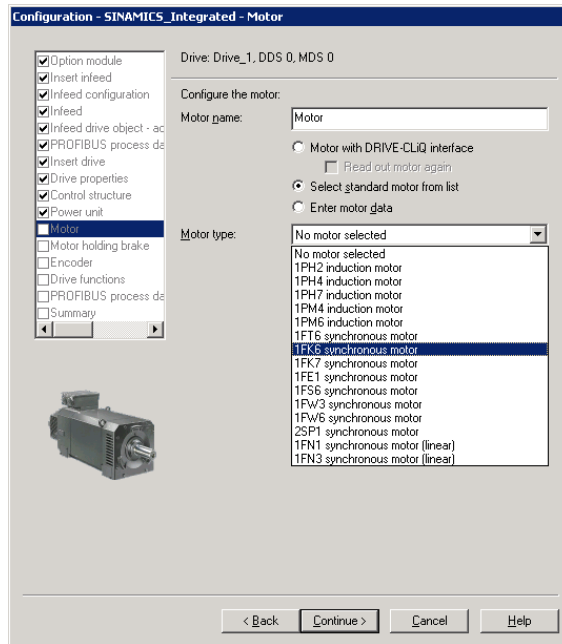 Configuration - SINAMICS_Integrated - Motor
Option module
Insert infeed
Infeed configuration
Infeed
Infeed drive object - ac
PROFIBUS process da
Insert drive
Drive properties
Control structure
Power unit
Motor
Motor holding brake
Encoder
Drive functions
PROFIBUS process da
Summary
Drive: Drive_1, DDS 0, MDS 0
Configure the motor:
Motor name:
Motor
Motor with DRIVE-CLiQ interface
Read out motor again
Select standard motor from list
Enter motor data
Motor type:
No motor selected
No motor selected
1PH2 induction motor
1PH4 induction motor
1PH7 induction motor
1PM4 induction motor
1PM6 induction motor
1FT6 synchronous motor
1FK6 synchronous motor
1FK7 synchronous motor
1FE1 synchronous motor
1FS6 synchronous motor
1FW3 synchronous motor
1FW6 synchronous motor
2SP1 synchronous motor
1FN1 synchronous motor (linear)
1FN3 synchronous motor (linear)
< Back
Continue >
Cancel
Help